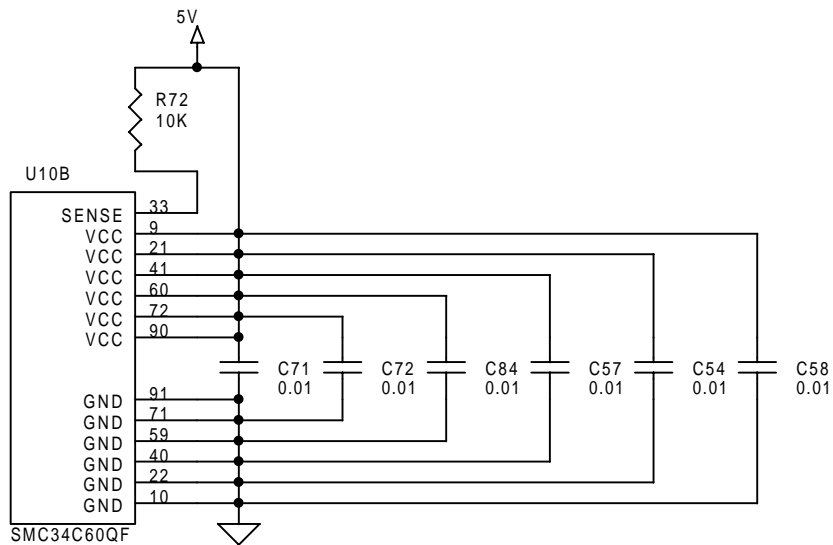 5V
R72
10K
U10B
SENSE 33
VCC 9
VCC 21
VCC 41
VCC 60
VCC 72
VCC 90
C71
0.01
C72
0.01
C84
0.01
C57
0.01
C54
0.01
C58
0.01
GND 91
GND 71
GND 59
GND 40
GND 22
GND 10
SMC34C60QF